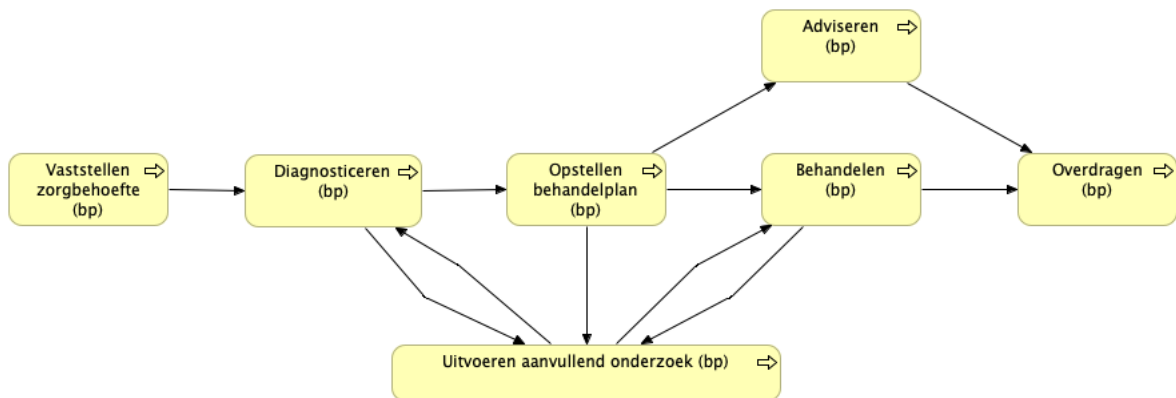 Adviseren
(bp)
Vaststellen
zorgbehoefte
(bp)
Diagnosticeren
(bp)
Opstellen
behandelplan
(bp)
Behandelen
(bp)
Overdragen
(bp)
Uitvoeren aanvullend onderzoek (bp)